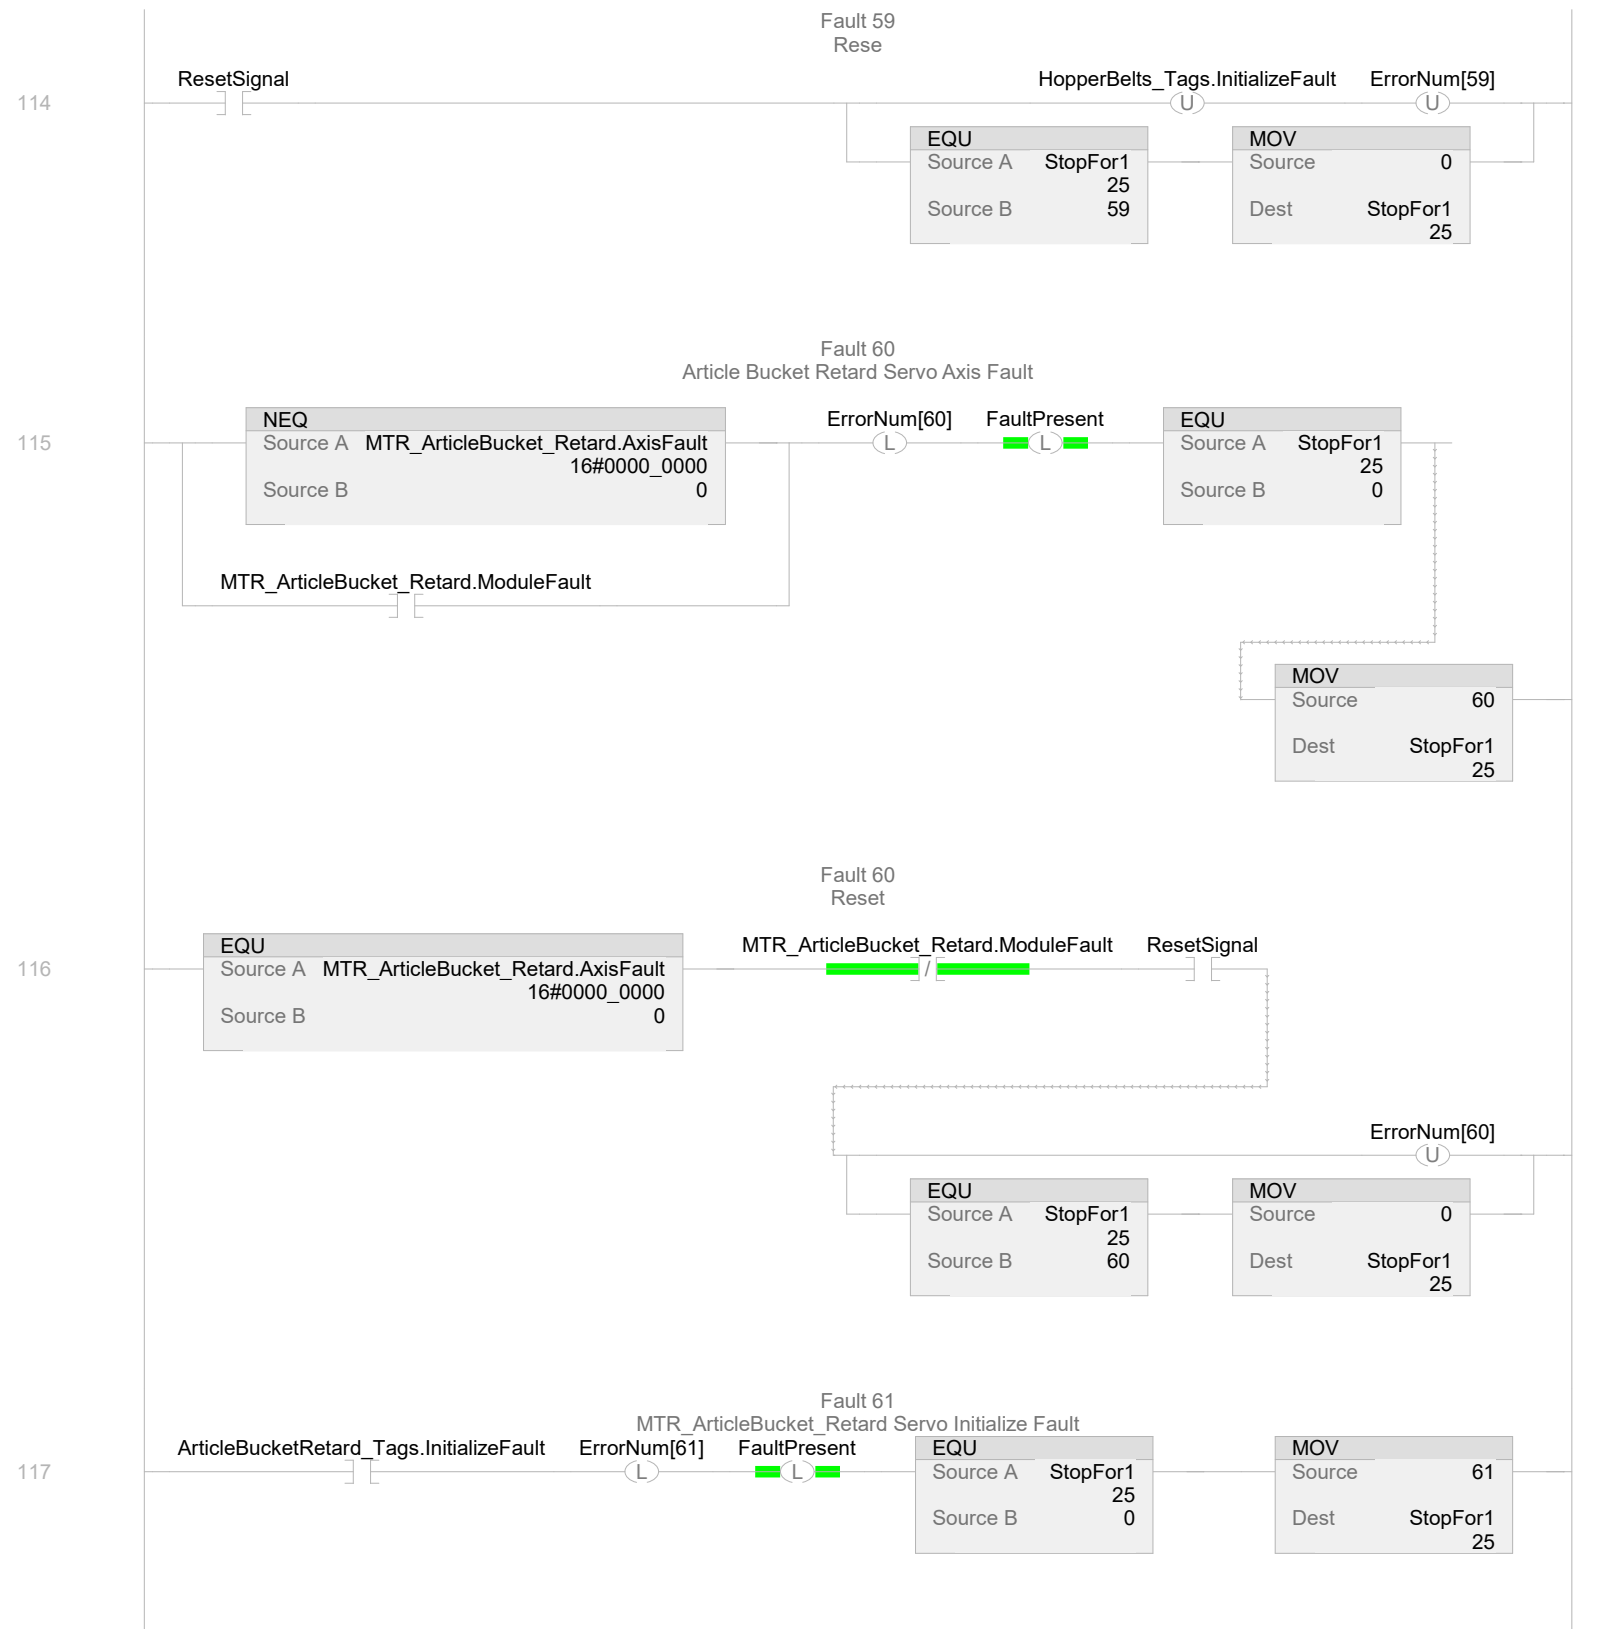 Fault 59
Rese
ResetSignal
HopperBelts_Tags.InitializeFault
ErrorNum[59]
114
U
U
EQU
Source A StopFor1
25
Source B 59
MOV
Source 0
Dest StopFor1
25
Fault 60
Article Bucket Retard Servo Axis Fault
115
NEQ
Source A MTR_ArticleBucket_Retard.AxisFault
16#0000_0000
Source B 0
ErrorNum[60]
L
FaultPresent
L
EQU
Source A StopFor1
25
Source B 0
MTR_ArticleBucket_Retard.ModuleFault
MOV
Source 60
Dest StopFor1
25
Fault 60
Reset
116
EQU
Source A MTR_ArticleBucket_Retard.AxisFault
16#0000_0000
Source B 0
MTR_ArticleBucket_Retard.ModuleFault
/
ResetSignal
ErrorNum[60]
U
EQU
Source A StopFor1
25
Source B 60
MOV
Source 0
Dest StopFor1
25
Fault 61
MTR_ArticleBucket_Retard Servo Initialize Fault
117
ArticleBucketRetard_Tags.InitializeFault
ErrorNum[61]
L
FaultPresent
L
EQU
Source A StopFor1
25
Source B 0
MOV
Source 61
Dest StopFor1
25